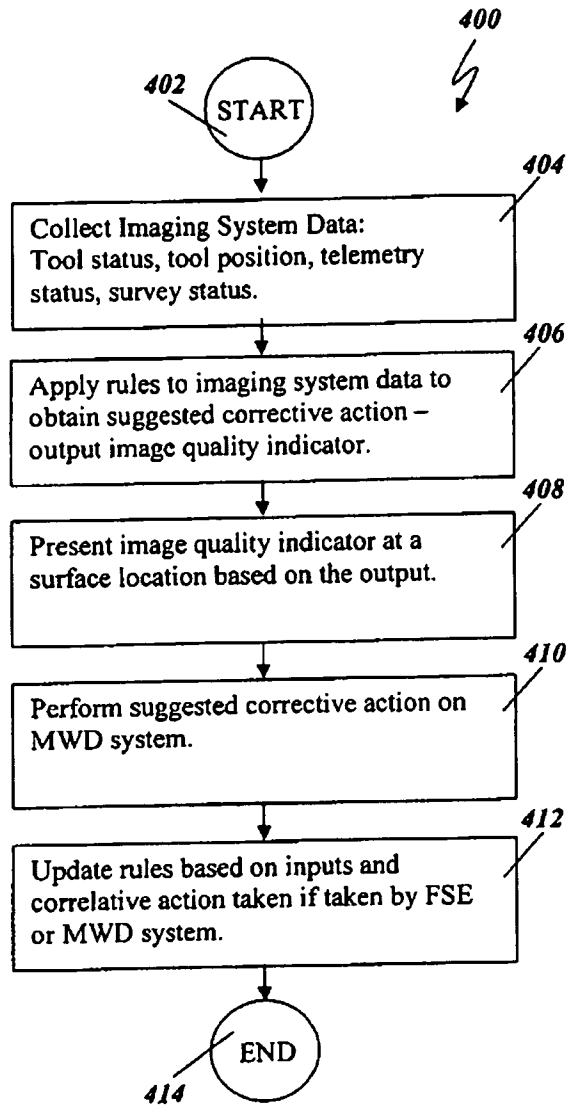 400
402
START
404
Collect Imaging System Data:
Tool status, tool position, telemetry
status, survey status.
406
Apply rules to imaging system data to
obtain suggested corrective action –
output image quality indicator.
408
Present image quality indicator at a
surface location based on the output.
410
Perform suggested corrective action on
MWD system.
412
Update rules based on inputs and
correlative action taken if taken by FSE
or MWD system.
END
414